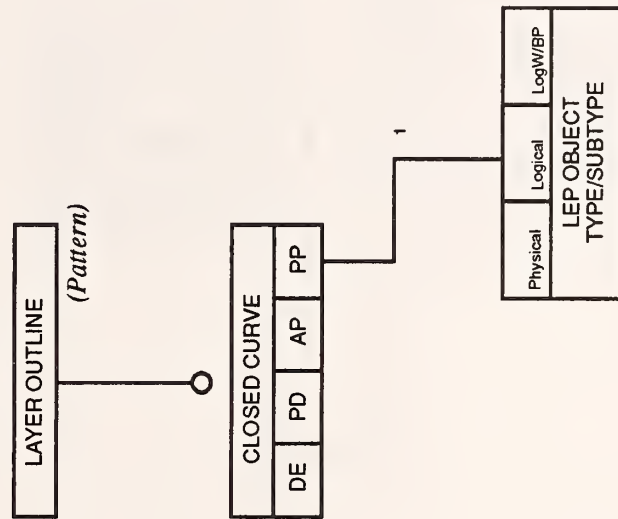 LAYER OUTLINE
(Pattern)
CLOSED CURVE
DE PD AP PP
1
Physical Logical LogW/BP
LEP OBJECT
TYPE/SUBTYPE